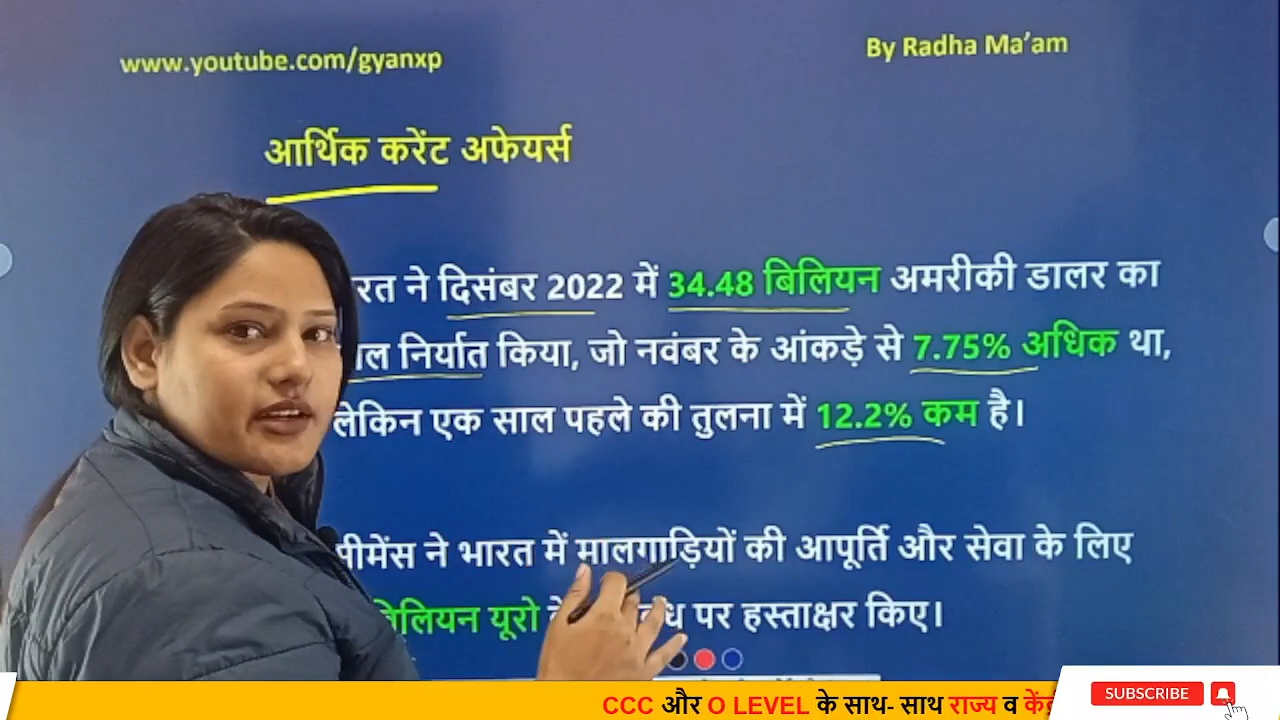 www.youtube.com/gyanxp
By Radha Ma’am
आर्थिक करेंट अफेयर्स
ने दिसंबर 2022 में 34.48 बिलियन अमरीकी डालर का
निर्यात किया, जो नवंबर के आंकड़े से 7.75% अधिक था,
लेकिन एक साल पहले की तुलना में 12.2% कम है।
ने भारत में मालगाड़ियों की आपूर्ति और सेवा के लिए
बिलियन यूरो पर हस्ताक्षर किए।
CCC और O LEVEL के साथ- साथ राज्य व
SUBSCRIBE